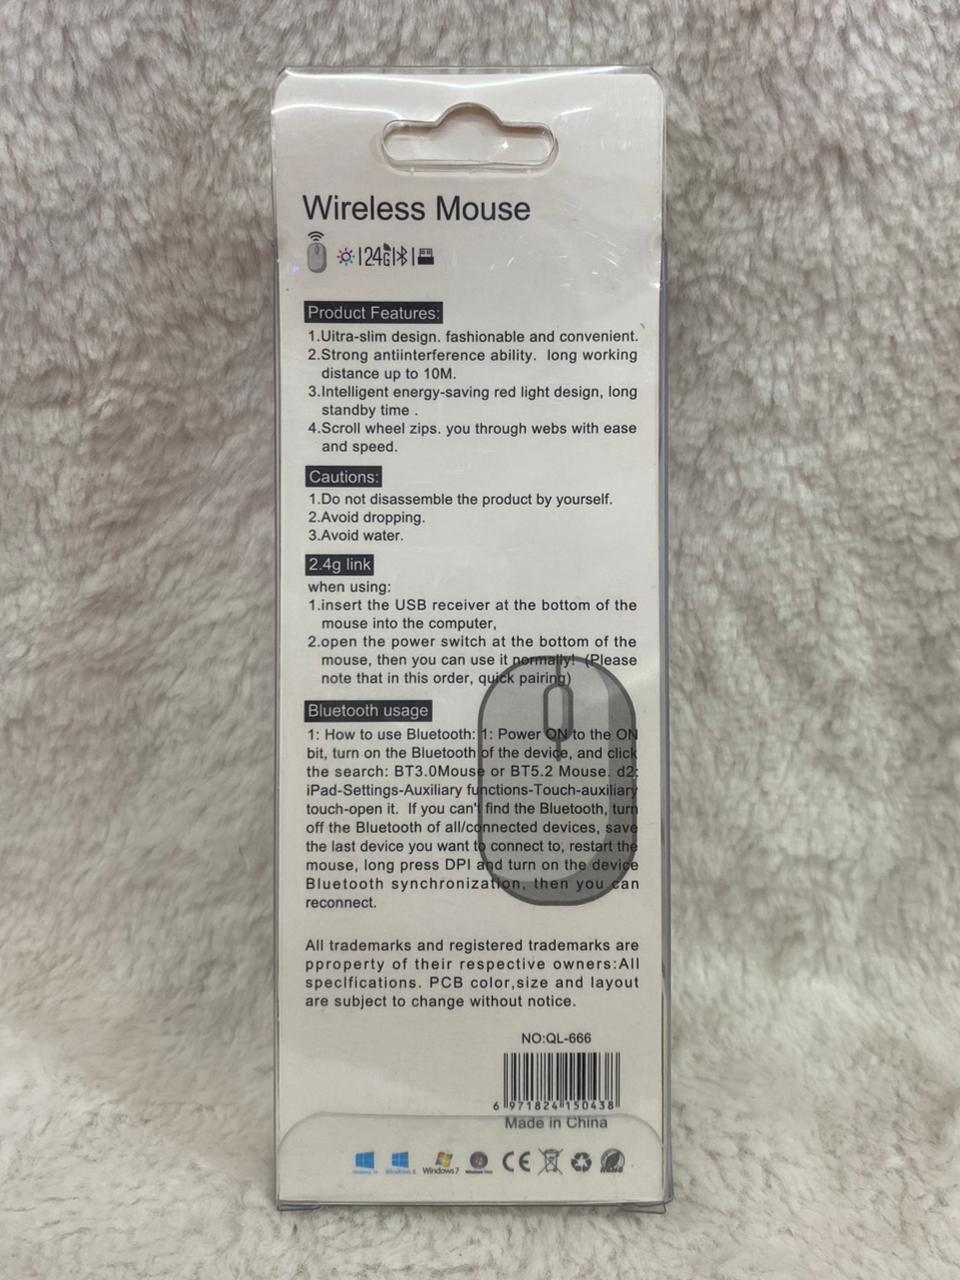 Wireless Mouse
2.4G
Product Features:
1.Uitra-slim design. fashionable and convenient.
2.Strong antiinterference ability. long working
distance up to 10M.
3.Intelligent energy-saving red light design, long
standby time .
4.Scroll wheel zips. you through webs with ease
and speed.
Cautions:
1.Do not disassemble the product by yourself.
2.Avoid dropping.
3.Avoid water.
2.4g link
when using:
1.insert the USB receiver at the bottom of the
mouse into the computer,
2.open the power switch at the bottom of the
mouse, then you can use it normally! (Please
note that in this order, quick pairing)
Bluetooth usage
1: How to use Bluetooth: 1: Power ON to the ON
bit, turn on the Bluetooth of the device, and click
the search: BT3.0Mouse or BT5.2 Mouse. d2:
iPad-Settings-Auxiliary functions-Touch-auxiliary
touch-open it. If you can't find the Bluetooth, turn
off the Bluetooth of all/connected devices, save
the last device you want to connect to, restart the
mouse, long press DPI and turn on the device
Bluetooth synchronization, then you can
reconnect.
All trademarks and registered trademarks are
pproperty of their respective owners:All
speclfications. PCB color,size and layout
are subject to change without notice.
NO:QL-666
6 971824 150438
Made in China
Windows 8 Windows7 CE